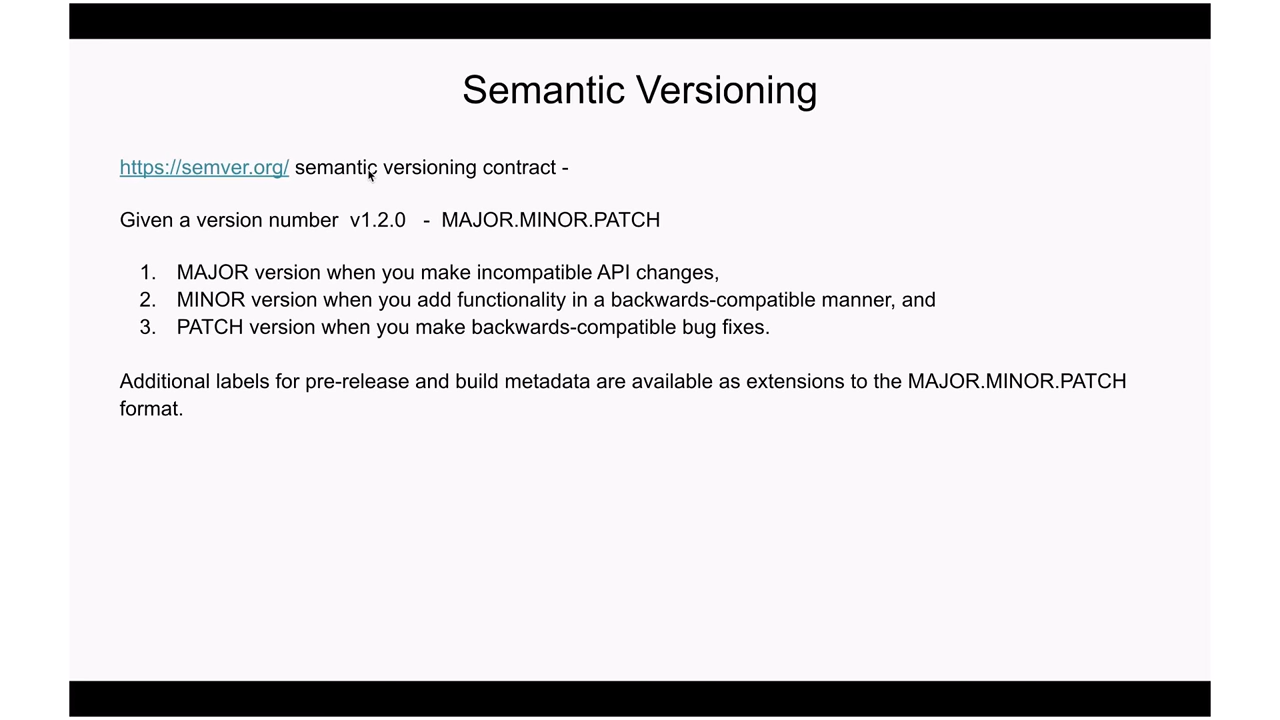 Semantic Versioning
https://semver.org/ semantic versioning contract -
Given a version number v1.2.0 - MAJOR.MINOR.PATCH
1. MAJOR version when you make incompatible API changes,
2. MINOR version when you add functionality in a backwards-compatible manner, and
3. PATCH version when you make backwards-compatible bug fixes.
Additional labels for pre-release and build metadata are available as extensions to the MAJOR.MINOR.PATCH
format.